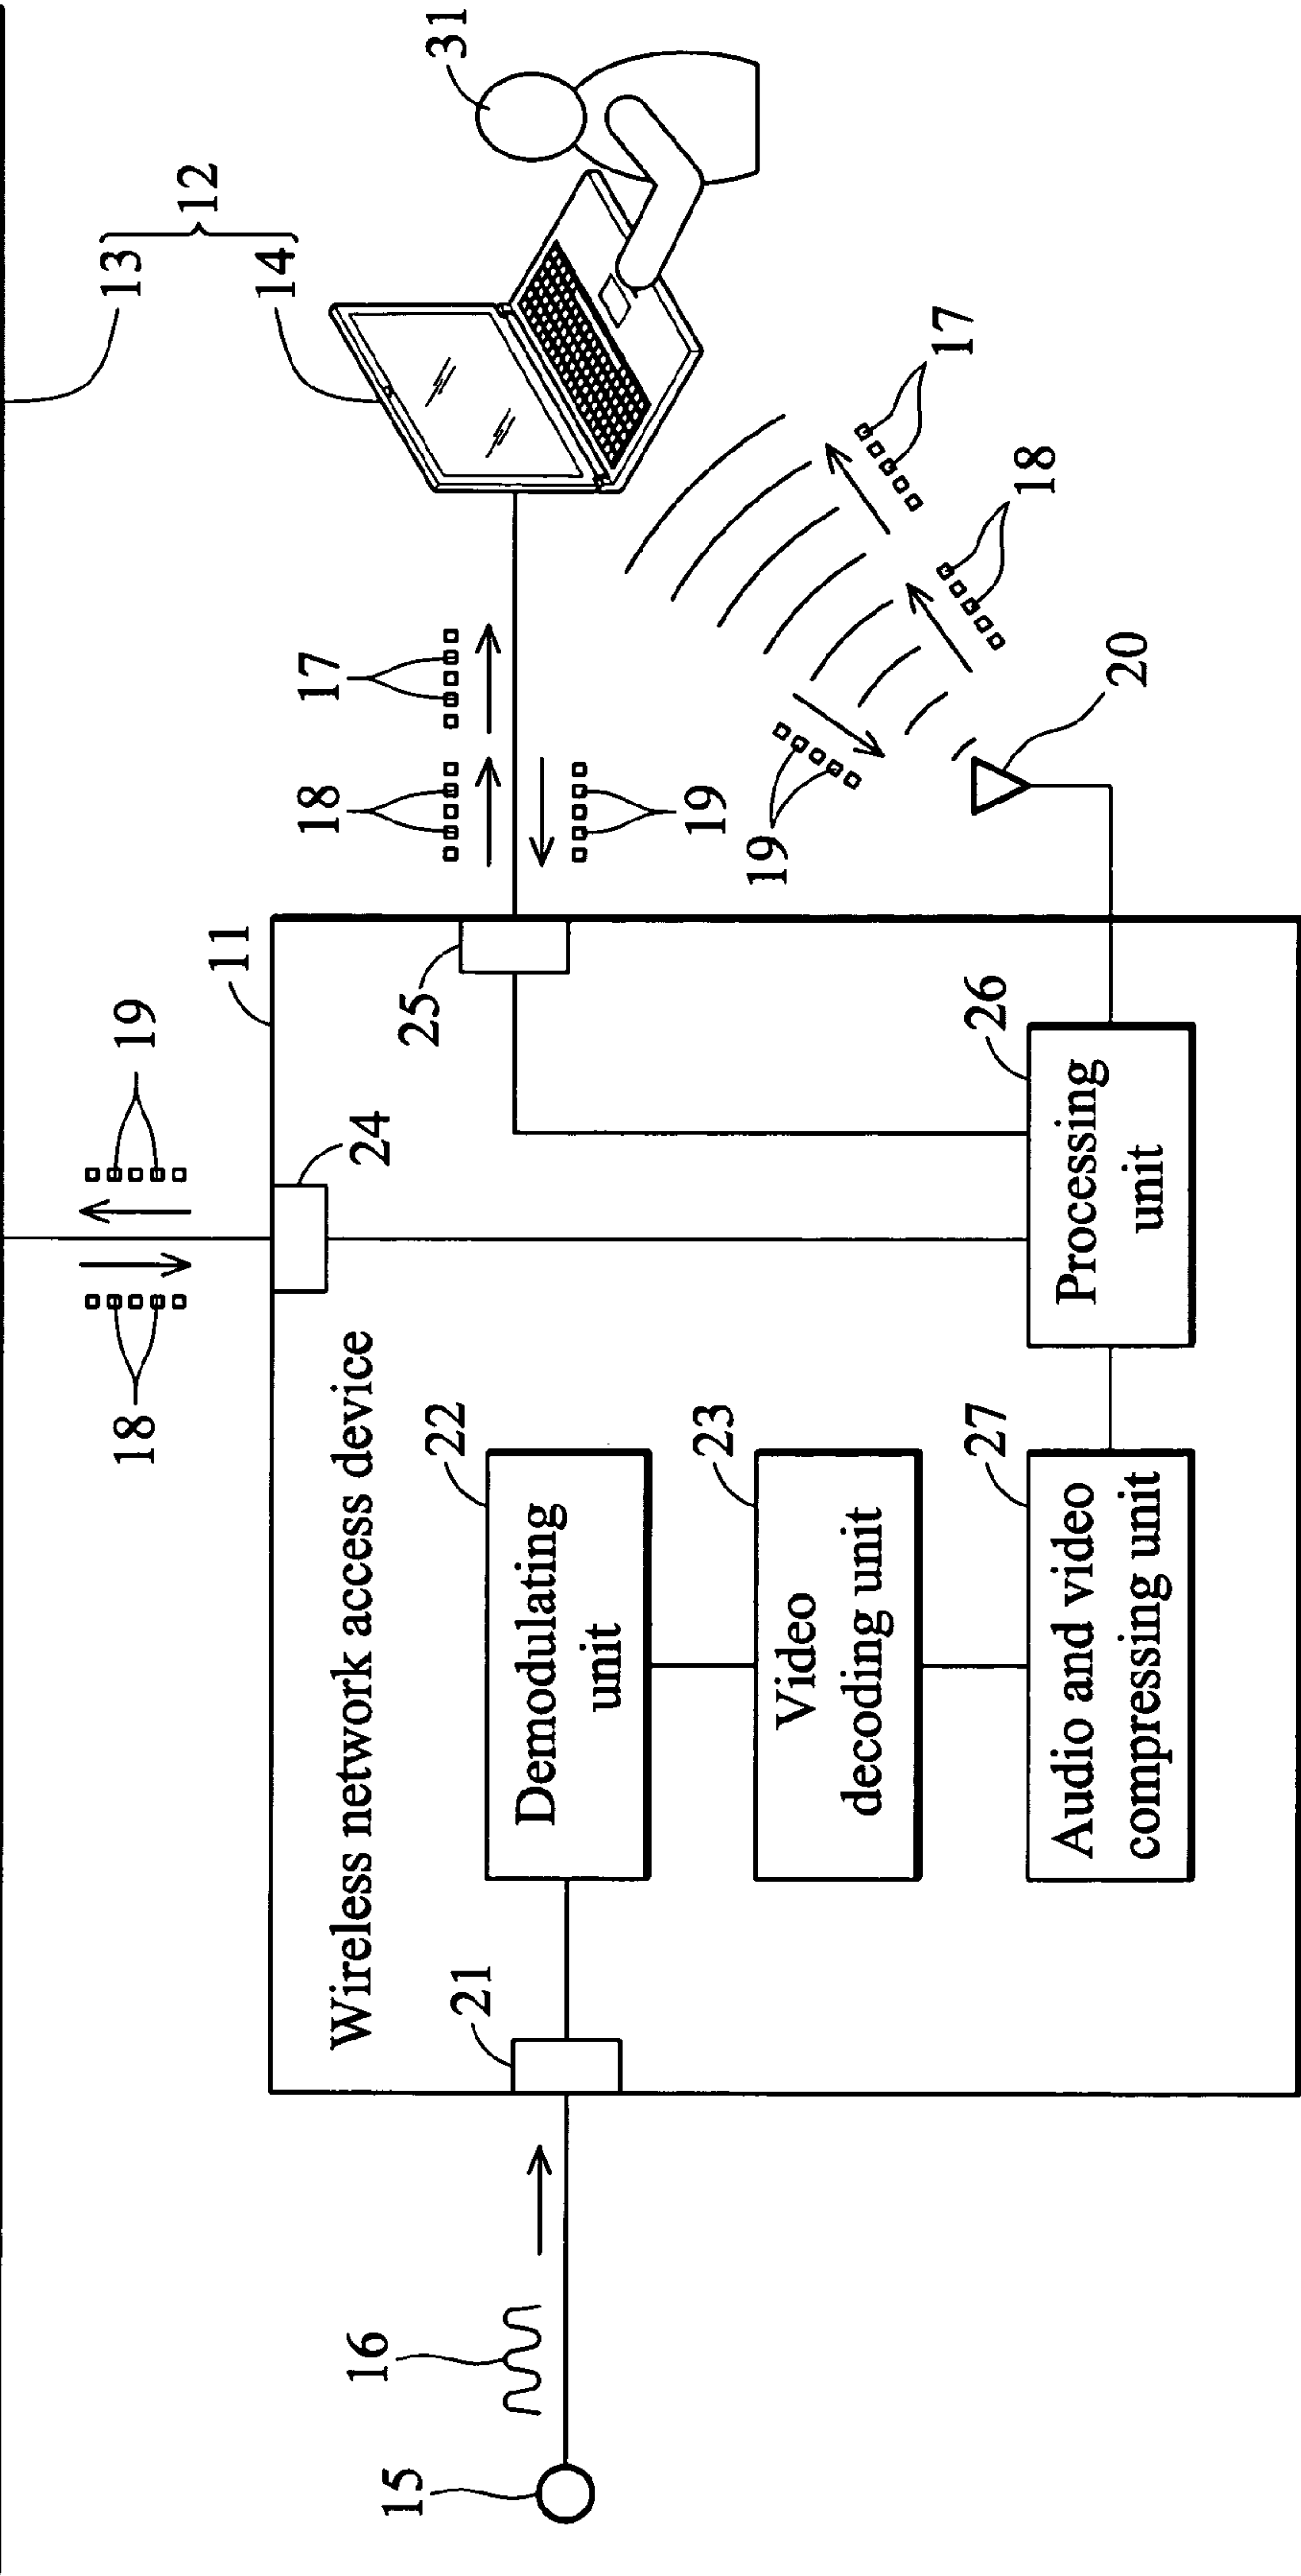 13
12
14
31
19
18
11
24
Wireless network access device
18
17
19
25
21
22
Demodulating
unit
23
Video
decoding unit
27
Audio and video
compressing unit
26
Processing
unit
16
15
19
17
18
20